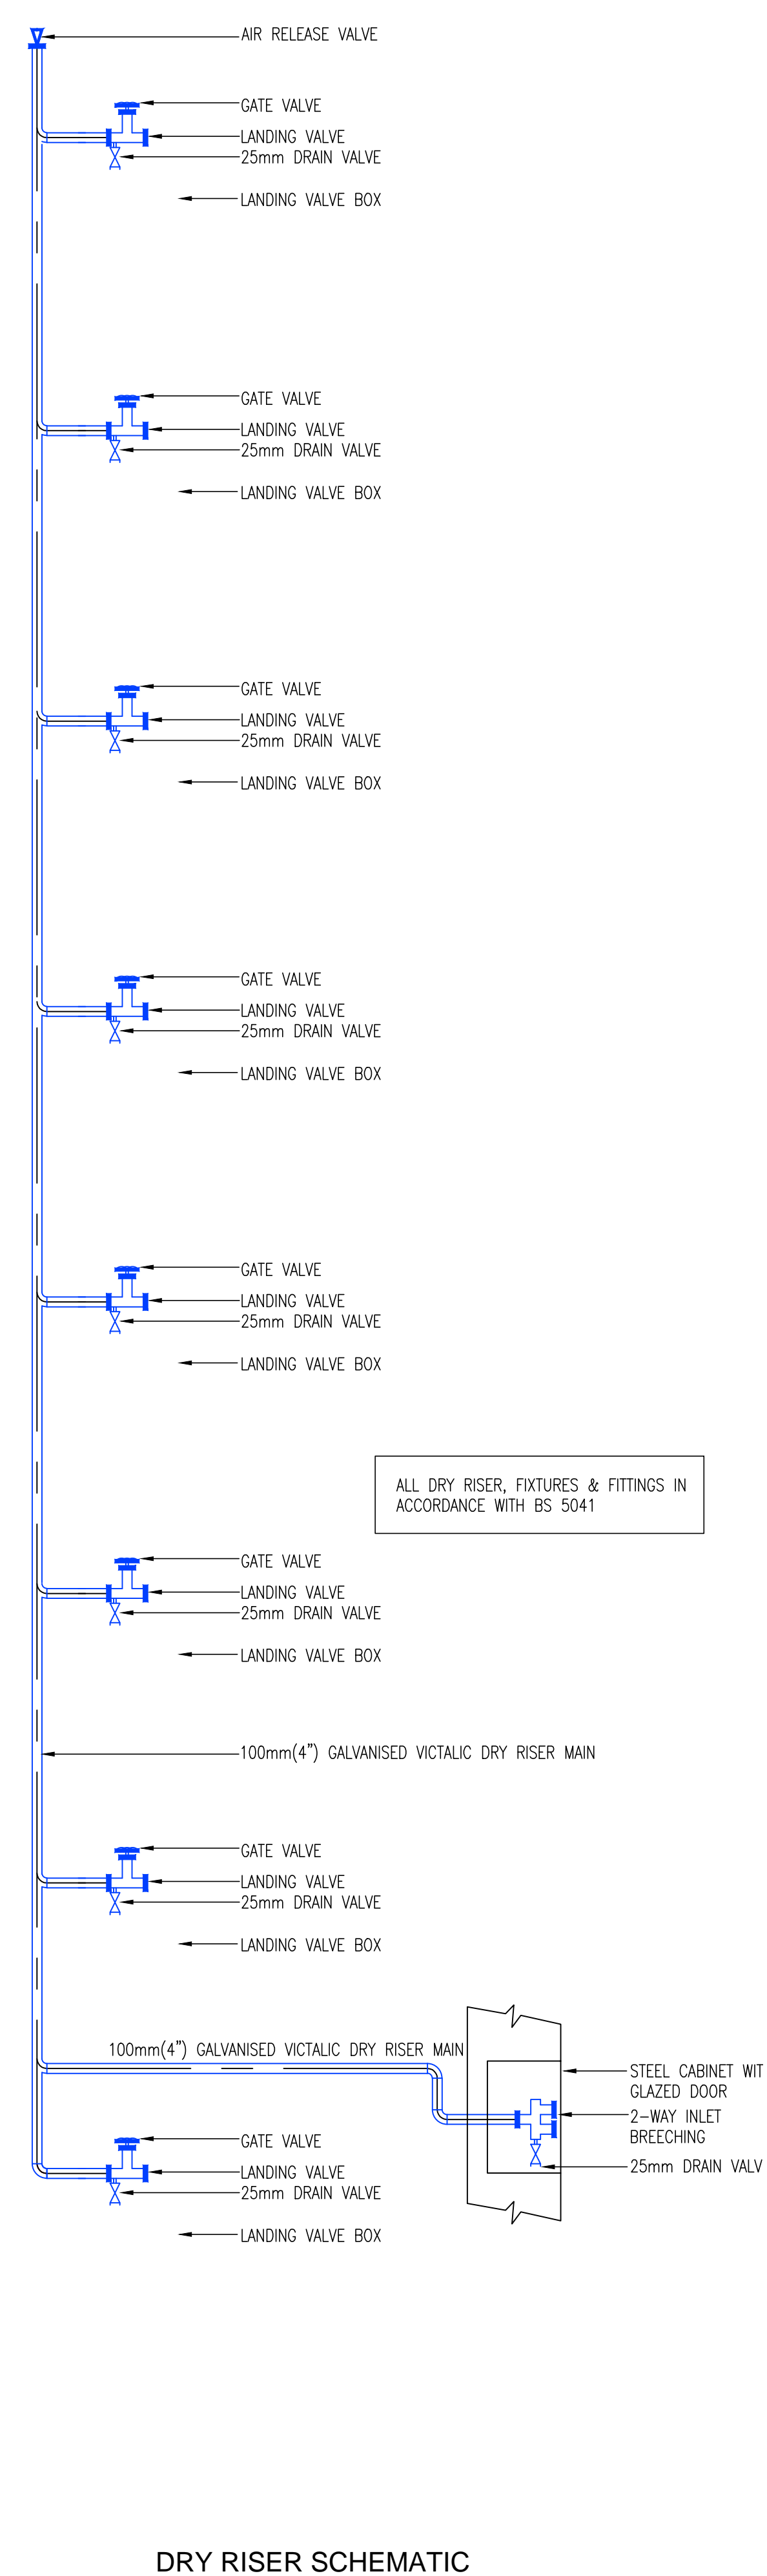 AIR RELEASE VALVE
GATE VALVE
LANDING VALVE
25mm DRAIN VALVE
LANDING VALVE BOX
GATE VALVE
LANDING VALVE
25mm DRAIN VALVE
LANDING VALVE BOX
GATE VALVE
LANDING VALVE
25mm DRAIN VALVE
LANDING VALVE BOX
GATE VALVE
LANDING VALVE
25mm DRAIN VALVE
LANDING VALVE BOX
GATE VALVE
LANDING VALVE
25mm DRAIN VALVE
LANDING VALVE BOX
ALL DRY RISER, FIXTURES & FITTINGS IN
ACCORDANCE WITH BS 5041
GATE VALVE
LANDING VALVE
25mm DRAIN VALVE
LANDING VALVE BOX
100mm(4") GALVANISED VICTALIC DRY RISER MAIN
GATE VALVE
LANDING VALVE
25mm DRAIN VALVE
LANDING VALVE BOX
100mm(4") GALVANISED VICTALIC DRY RISER MAIN
STEEL CABINET WIT
GLAZED DOOR
2-WAY INLET
BREECHING
25mm DRAIN VALV
GATE VALVE
LANDING VALVE
25mm DRAIN VALVE
LANDING VALVE BOX
DRY RISER SCHEMATIC